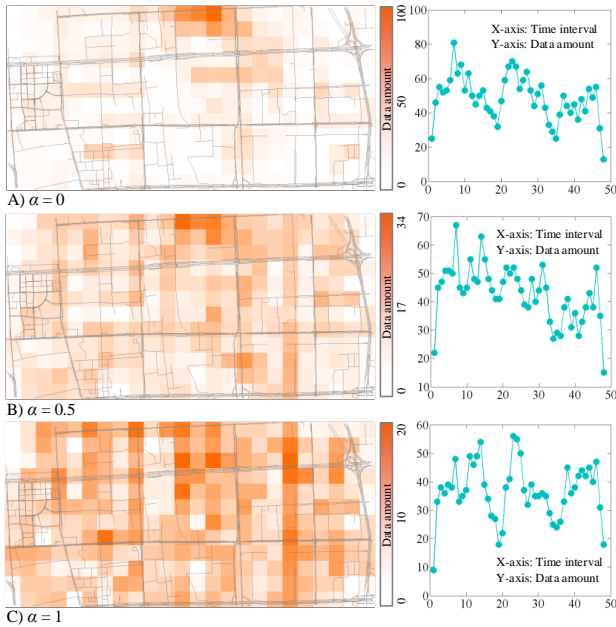 100
50
0
Data amount
A) α = 0
X-axis: Time interval
Y-axis: Data amount
100
80
60
40
20
0
0 10 20 30 40 50
34
17
0
Data amount
B) α = 0.5
X-axis: Time interval
Y-axis: Data amount
70
60
50
40
30
20
10
0 10 20 30 40 50
20
10
0
Data amount
C) α = 1
60
50
40
30
20
10
0
X-axis: Time interval
Y-axis: Data amount
0 10 20 30 40 50